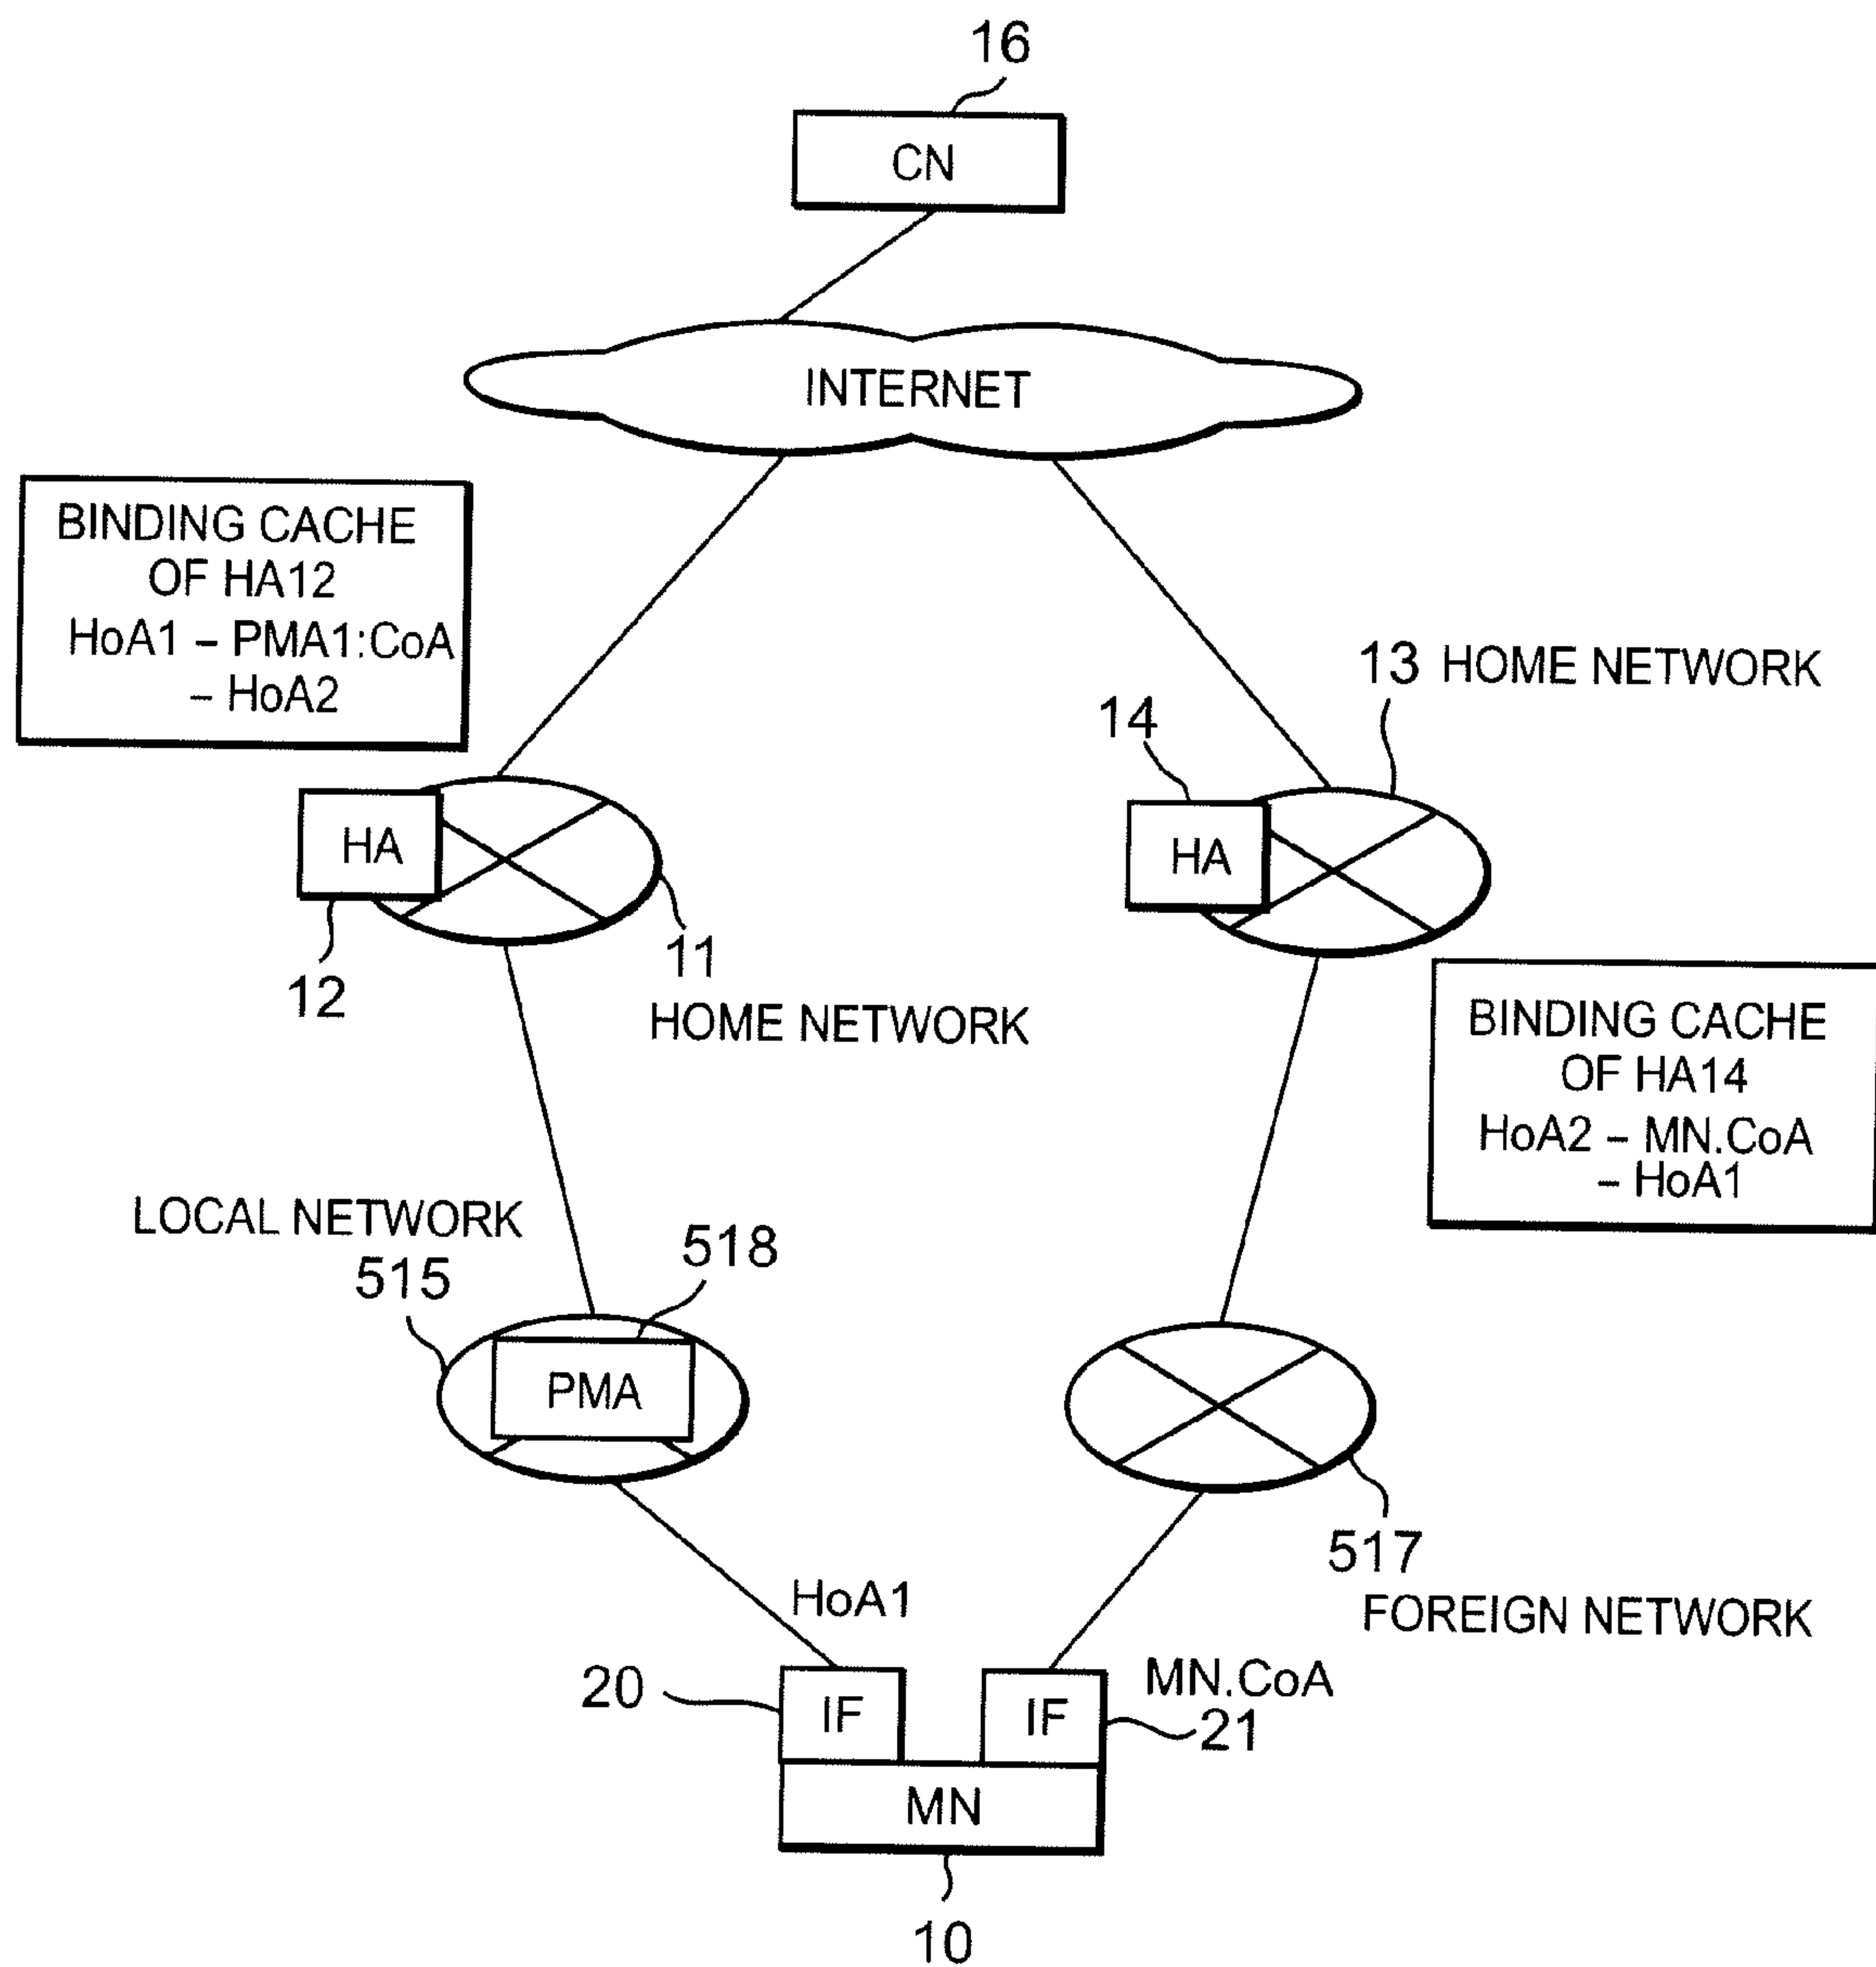 16
CN
INTERNET
BINDING CACHE
OF HA12
HoA1 – PMA1:CoA
– HoA2
13 HOME NETWORK
14
HA
HA
12
11
HOME NETWORK
BINDING CACHE
OF HA14
HoA2 – MN.CoA
– HoA1
LOCAL NETWORK
515
518
PMA
517
FOREIGN NETWORK
HoA1
MN.CoA
20
IF
IF
21
MN
10